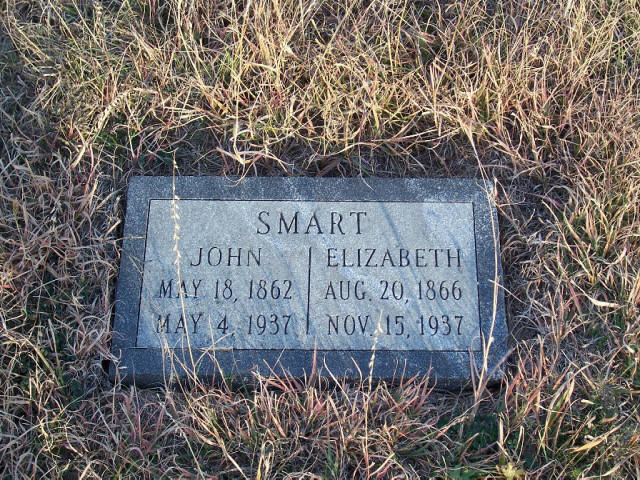 SMART
JOHN
MAY 18, 1862
MAY 4, 1937
ELIZABETH
AUG. 20, 1866
NOV. 15, 1937